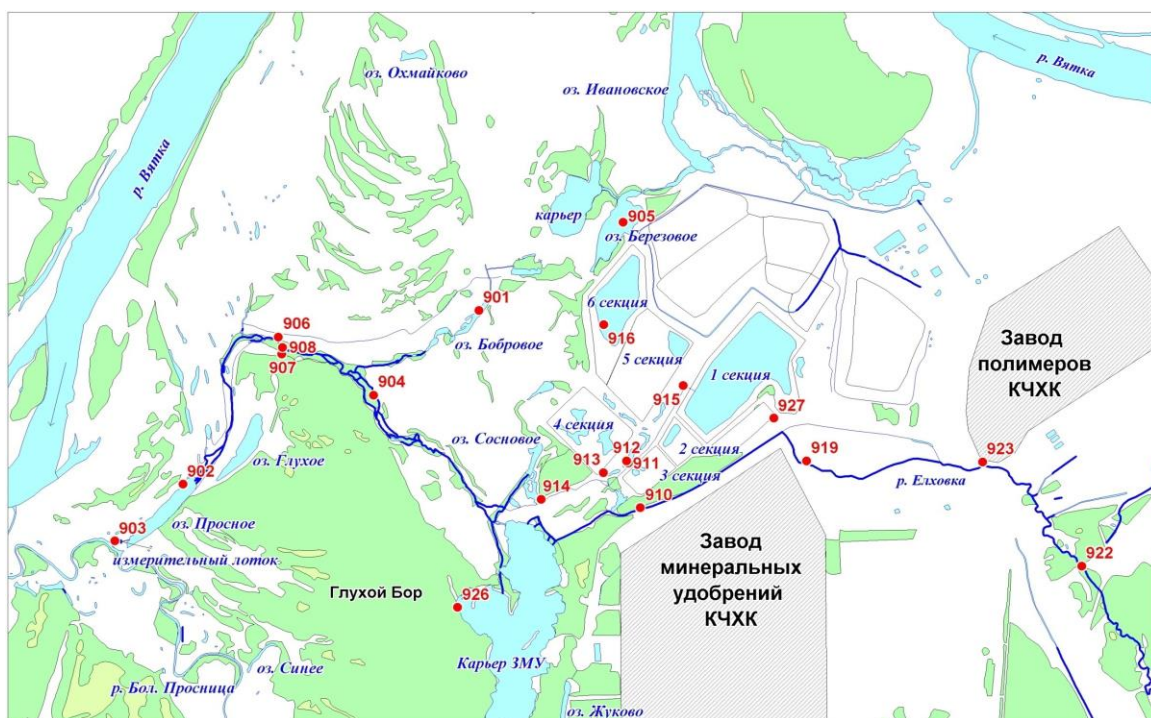 оз. Охмайково
р. Вятка
оз. Ивановское
р. Вятка
карьер
905
оз. Березовое
901
6 секция
916
оз. Бобровое
906
908
907
5 секция
1 секция
Завод
полимеров
КЧХК
904
915
927
4 секция
оз. Сосновое
2 секция
912
911
913
3 секция
919
923
оз. Глухое
902
914
910
р. Елховка
оз. Просное
903
измерительный лоток
Завод
минеральных
удобрений
КЧХК
922
Глухой Бор
926
оз. Синее
Карьер ЗМУ
р. Бол. Просница
оз. Жуково